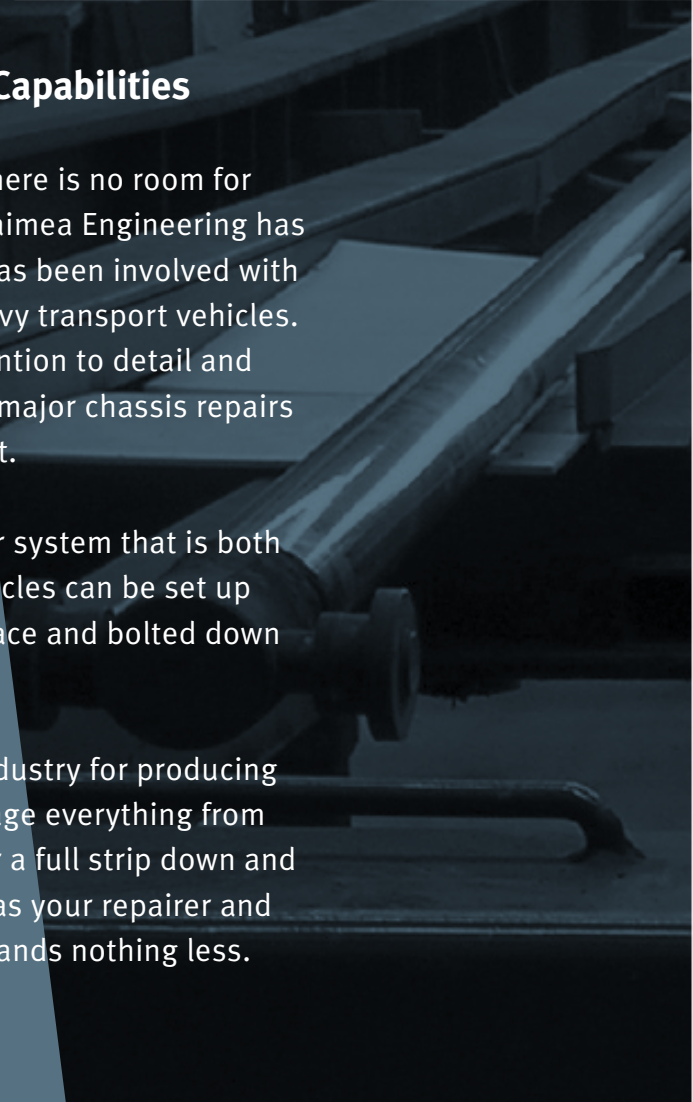 Capabilities
here is no room for
aimea Engineering has
as been involved with
vy transport vehicles.
ntion to detail and
major chassis repairs
t.
r system that is both
cles can be set up
ace and bolted down
dustry for producing
ge everything from
r a full strip down and
as your repairer and
ands nothing less.